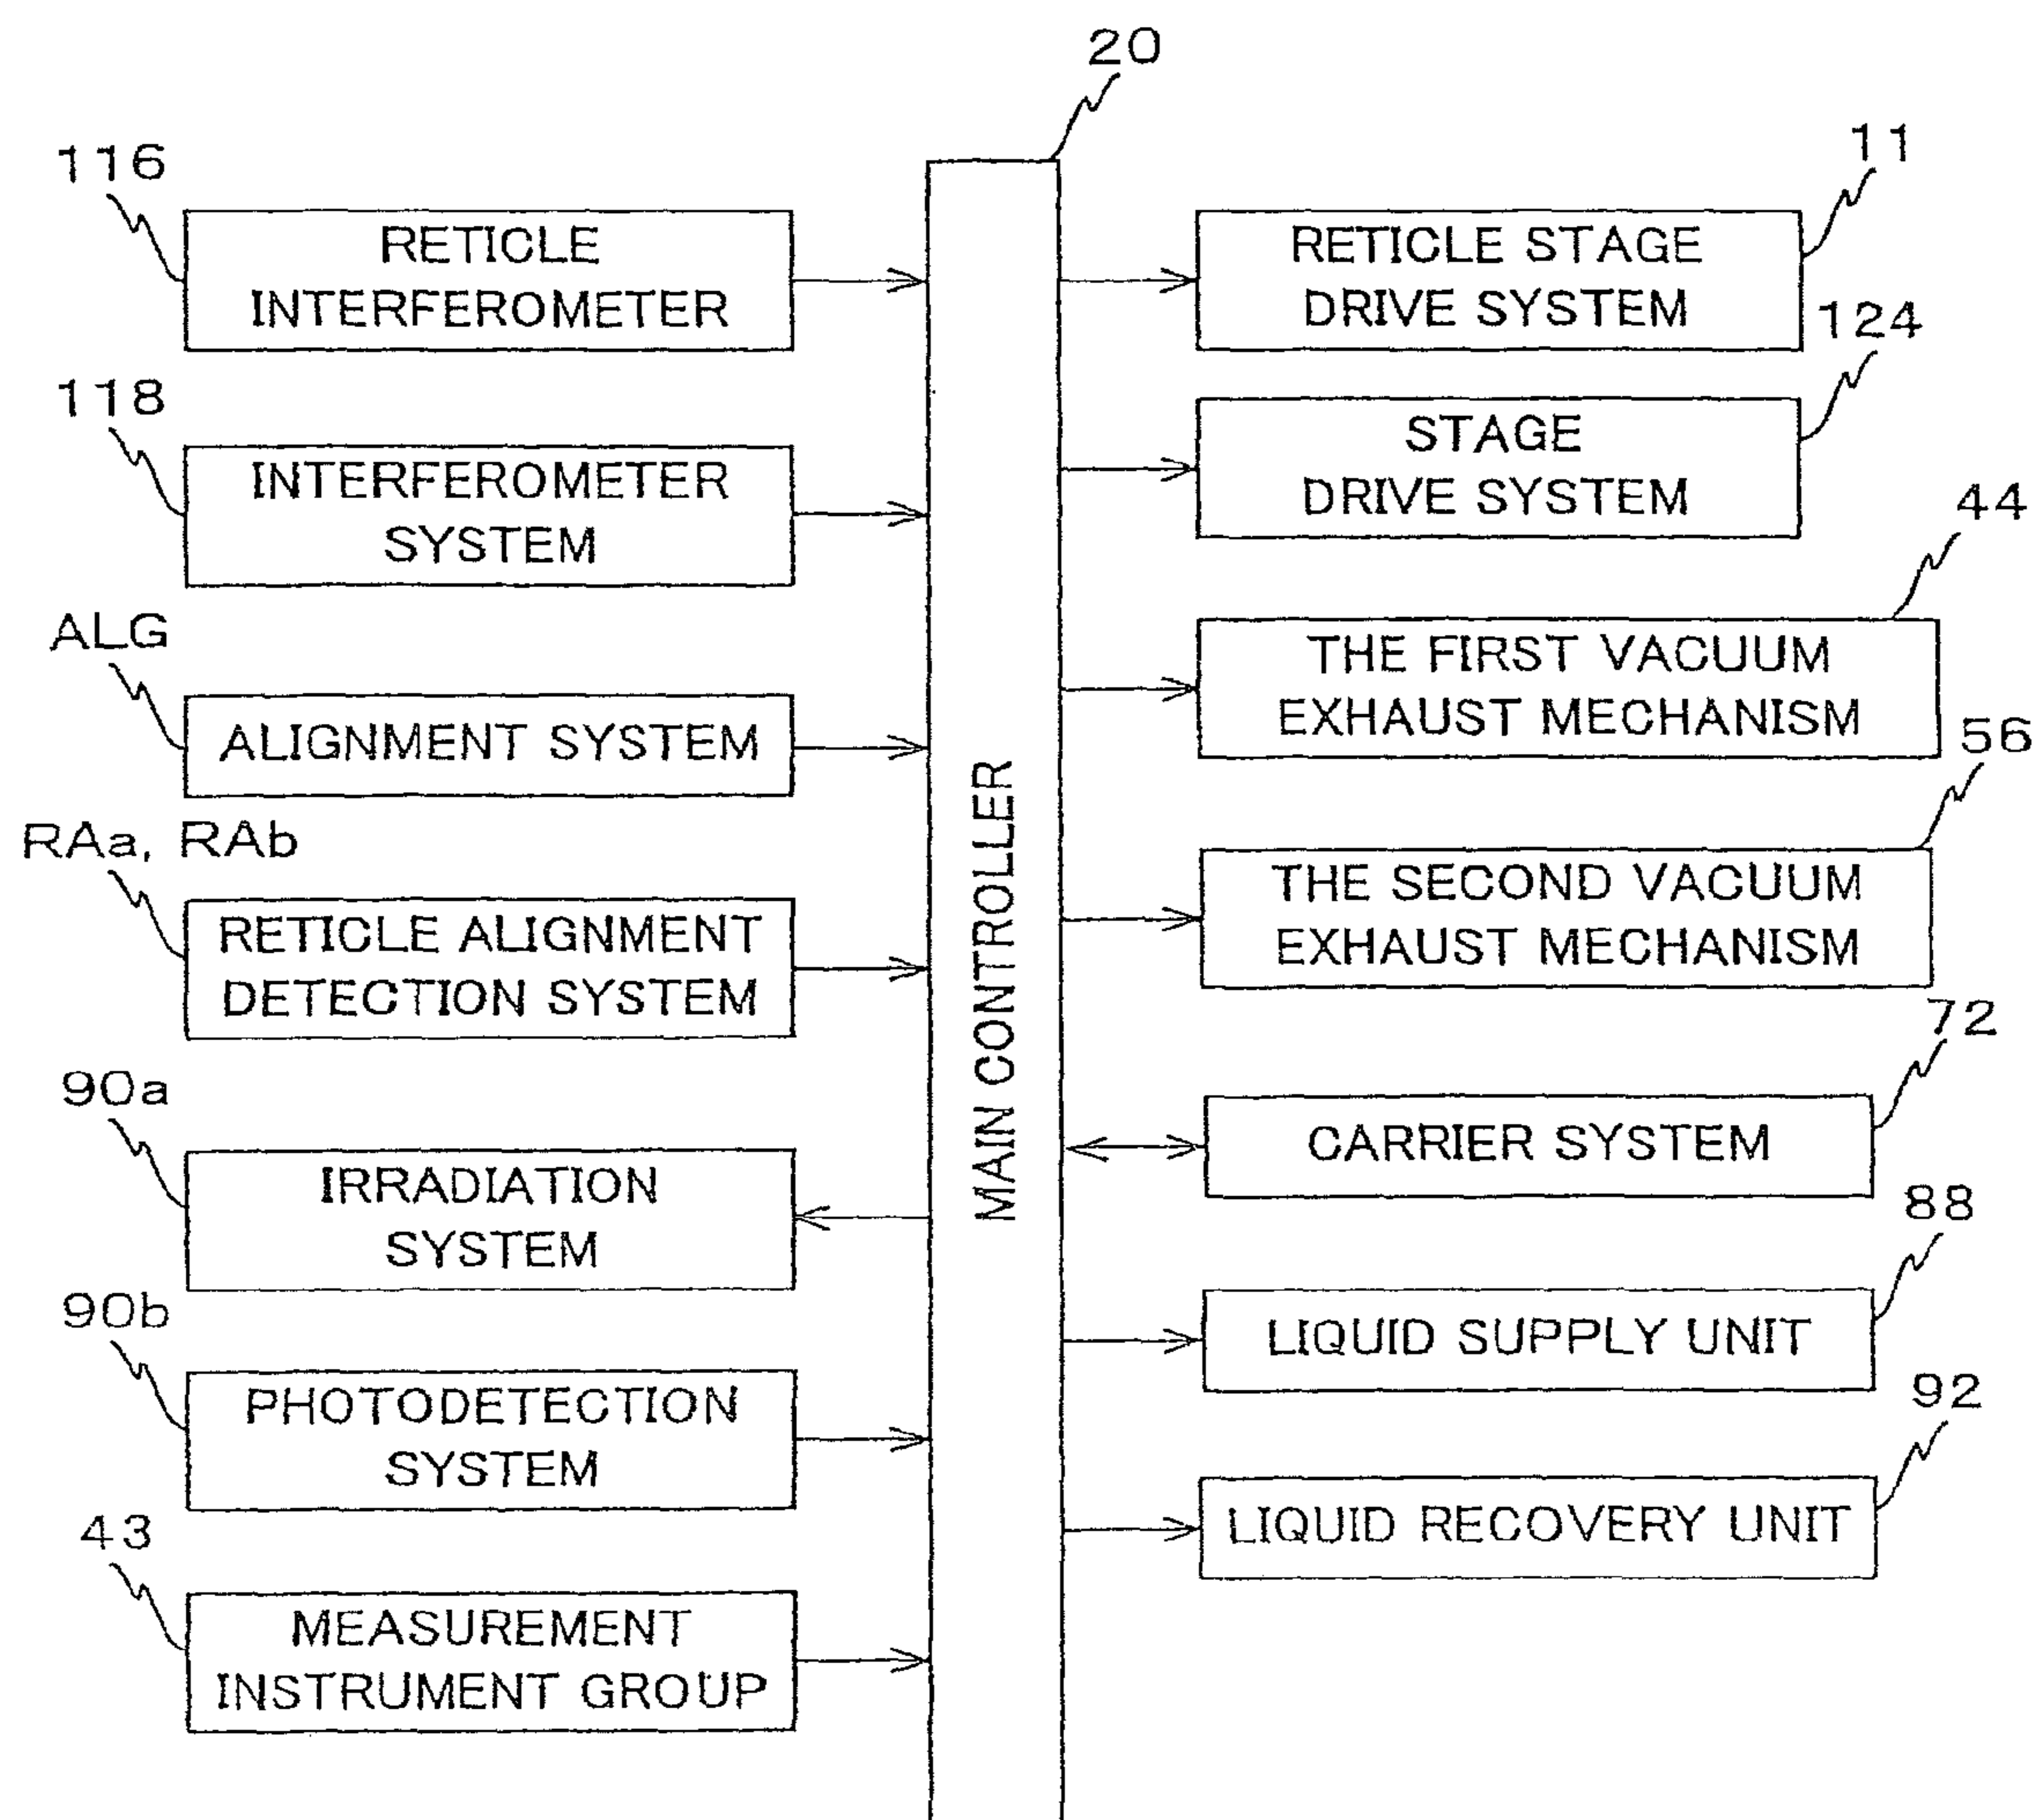 20
116
RETICLE
INTERFEROMETER
118
INTERFEROMETER
SYSTEM
ALG
ALIGNMENT SYSTEM
RAa, RAb
RETICLE ALIGNMENT
DETECTION SYSTEM
90a
IRRADIATION
SYSTEM
90b
PHOTODETECTION
SYSTEM
43
MEASUREMENT
INSTRUMENT GROUP
MAIN CONTROLLER
11
RETICLE STAGE
DRIVE SYSTEM
124
STAGE
DRIVE SYSTEM
44
THE FIRST VACUUM
EXHAUST MECHANISM
56
THE SECOND VACUUM
EXHAUST MECHANISM
72
CARRIER SYSTEM
88
LIQUID SUPPLY UNIT
92
LIQUID RECOVERY UNIT